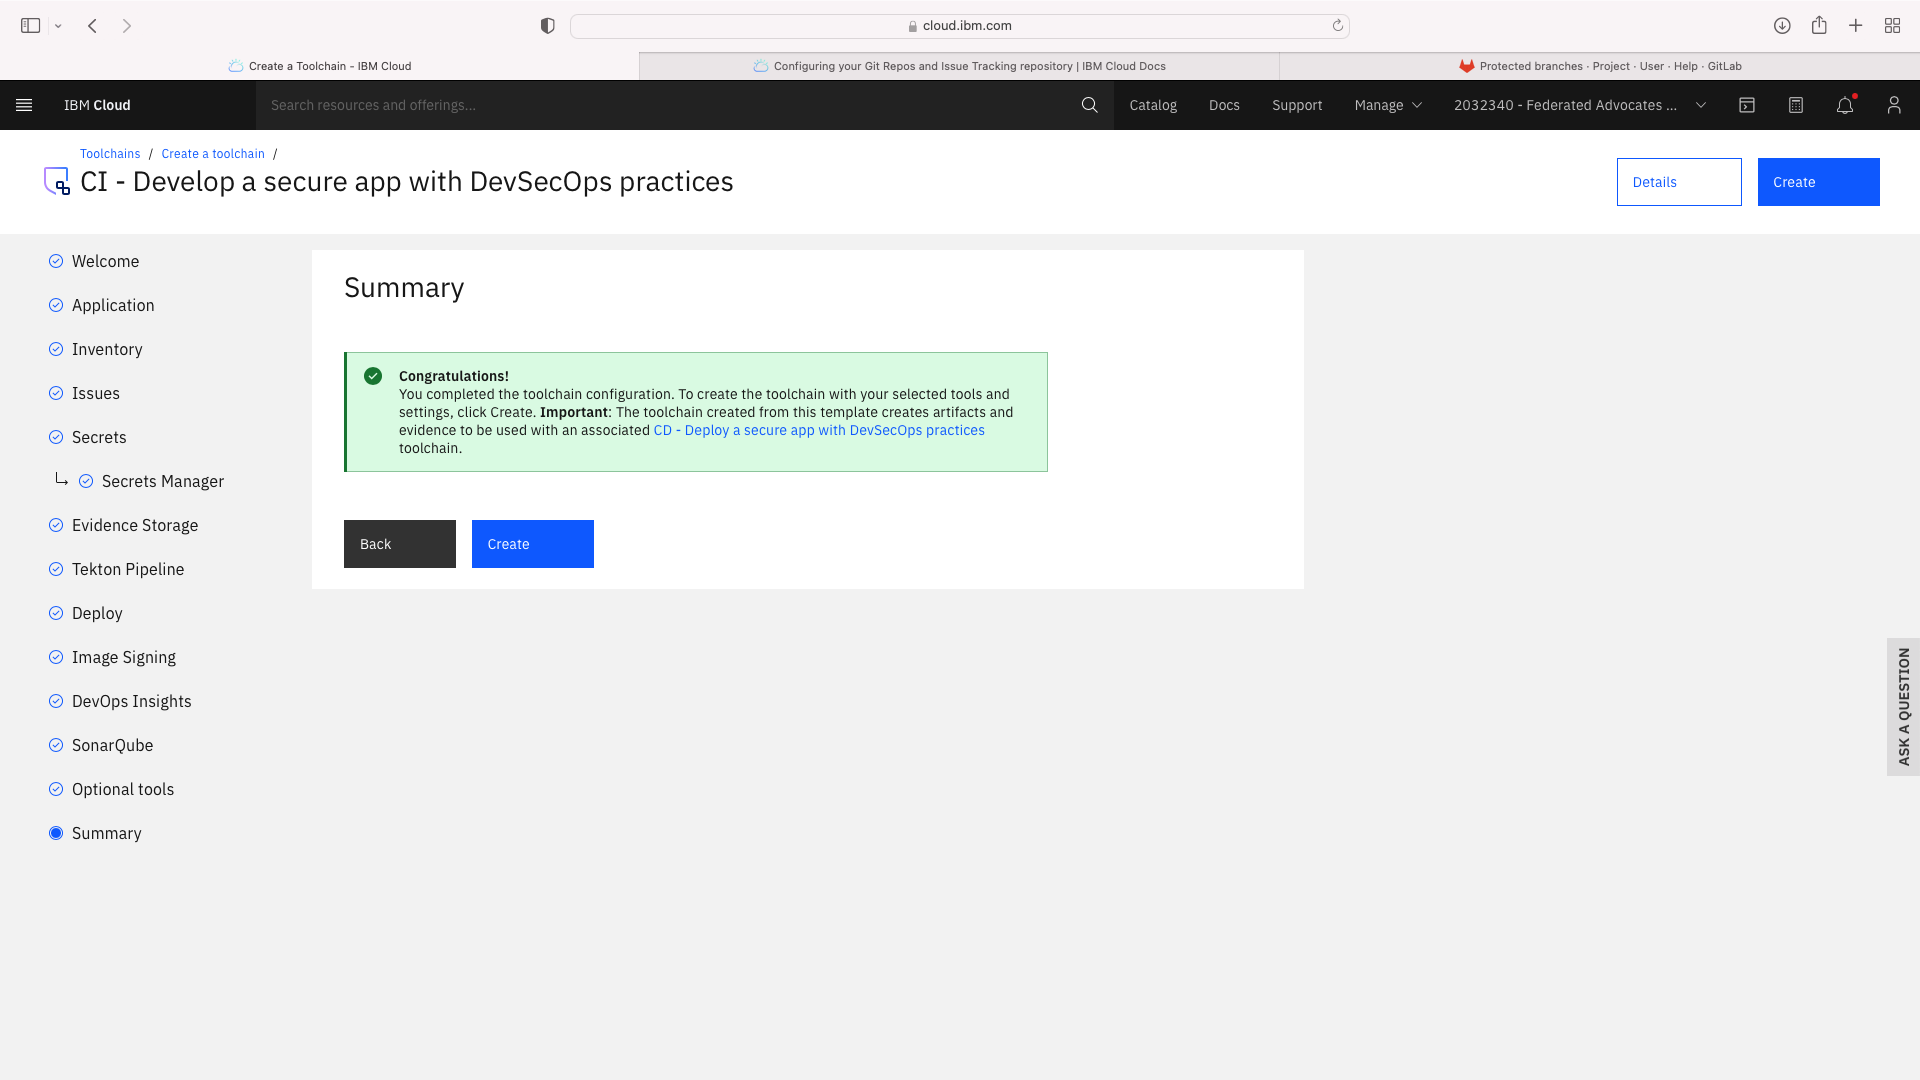 cloud.ibm.com
Create a Toolchain - IBM Cloud
Configuring your Git Repos and Issue Tracking repository | IBM Cloud Docs
Protected branches · Project · User · Help · GitLab
IBM Cloud
Search resources and offerings...
Catalog
Docs
Support
Manage
2032340 - Federated Advocates ...
Toolchains / Create a toolchain /
CI - Develop a secure app with DevSecOps practices
Details
Create
Welcome
Application
Inventory
Issues
Secrets
Secrets Manager
Evidence Storage
Tekton Pipeline
Deploy
Image Signing
DevOps Insights
SonarQube
Optional tools
Summary
Summary
Congratulations!
You completed the toolchain configuration. To create the toolchain with your selected tools and
settings, click Create. Important: The toolchain created from this template creates artifacts and
evidence to be used with an associated CD - Deploy a secure app with DevSecOps practices
toolchain.
Back
Create
ASK A QUESTION